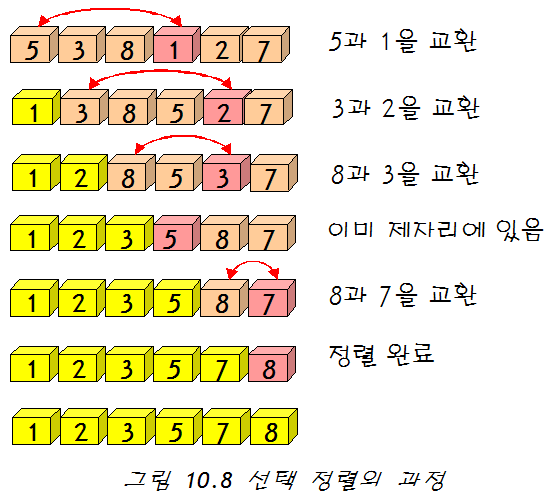 5 3 8 1 2 7 5과 1을 교환
1 3 8 5 2 7 3과 2을 교환
1 2 8 5 3 7 8과 3을 교환
1 2 3 5 8 7 이미 제자리에 있음
1 2 3 5 8 7 8과 7을 교환
1 2 3 5 7 8 정렬 완료
1 2 3 5 7 8
그림 10.8 선택 정렬의 과정